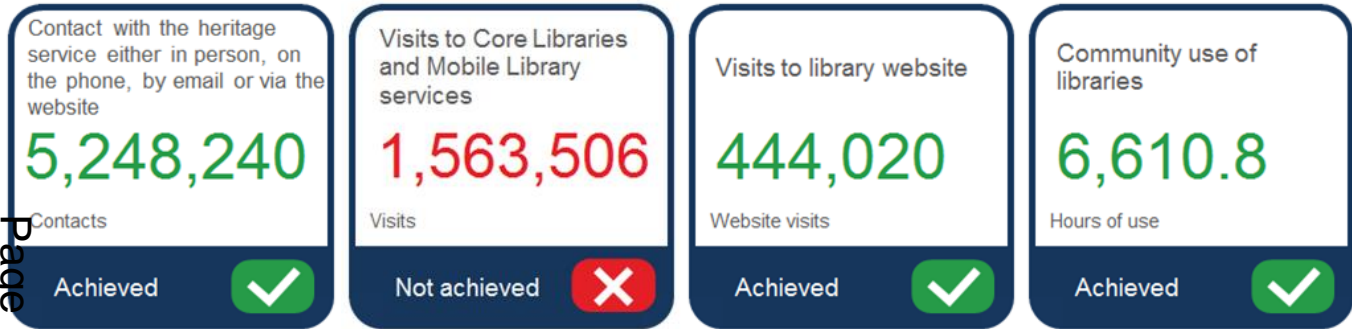 Contact with the heritage
service either in person, on
the phone, by email or via the
website
5,248,240
Contacts
Achieved
Visits to Core Libraries
and Mobile Library
services
1,563,506
Visits
Not achieved
Visits to library website
444,020
Website visits
Achieved
Community use of
libraries
6,610.8
Hours of use
Achieved
Page